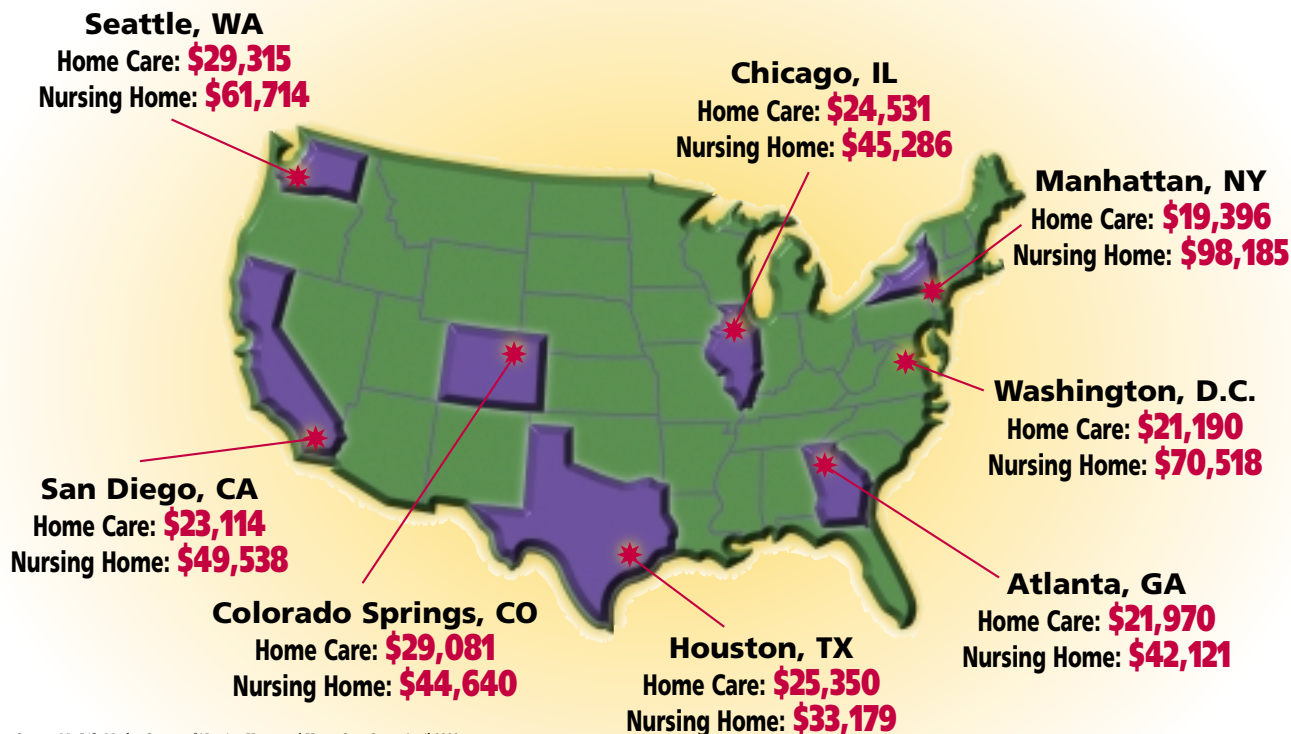 Seattle, WA
Home Care: $29,315
Nursing Home: $61,714
Chicago, IL
Home Care: $24,531
Nursing Home: $45,286
Manhattan, NY
Home Care: $19,396
Nursing Home: $98,185
Washington, D.C.
Home Care: $21,190
Nursing Home: $70,518
San Diego, CA
Home Care: $23,114
Nursing Home: $49,538
Atlanta, GA
Home Care: $21,970
Nursing Home: $42,121
Colorado Springs, CO
Home Care: $29,081
Nursing Home: $44,640
Houston, TX
Home Care: $25,350
Nursing Home: $33,179